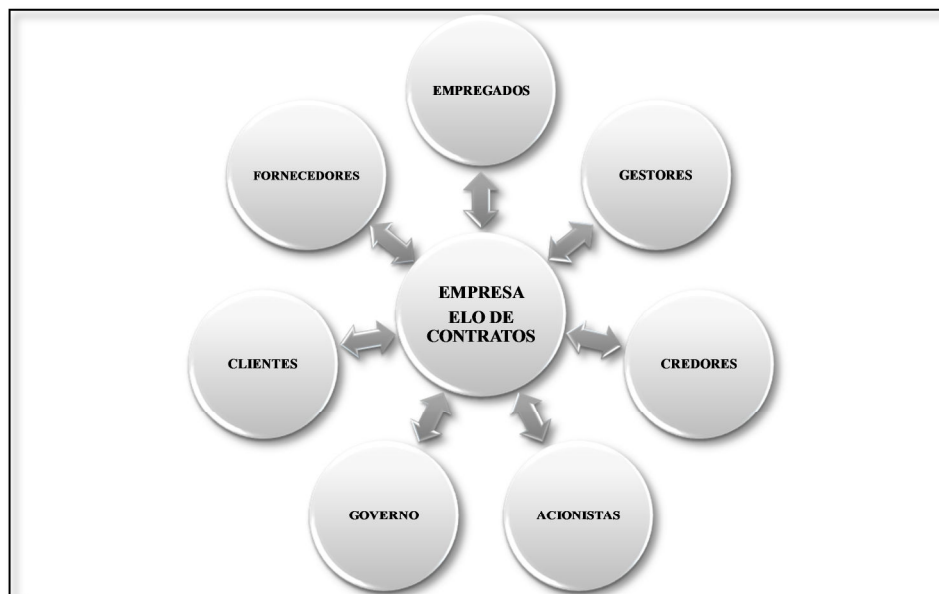 EMPREGADOS
FORNECEDORES
GESTORES
EMPRESA
ELO DE
CONTRATOS
CLIENTES
CREDORES
GOVERNO
ACIONISTAS